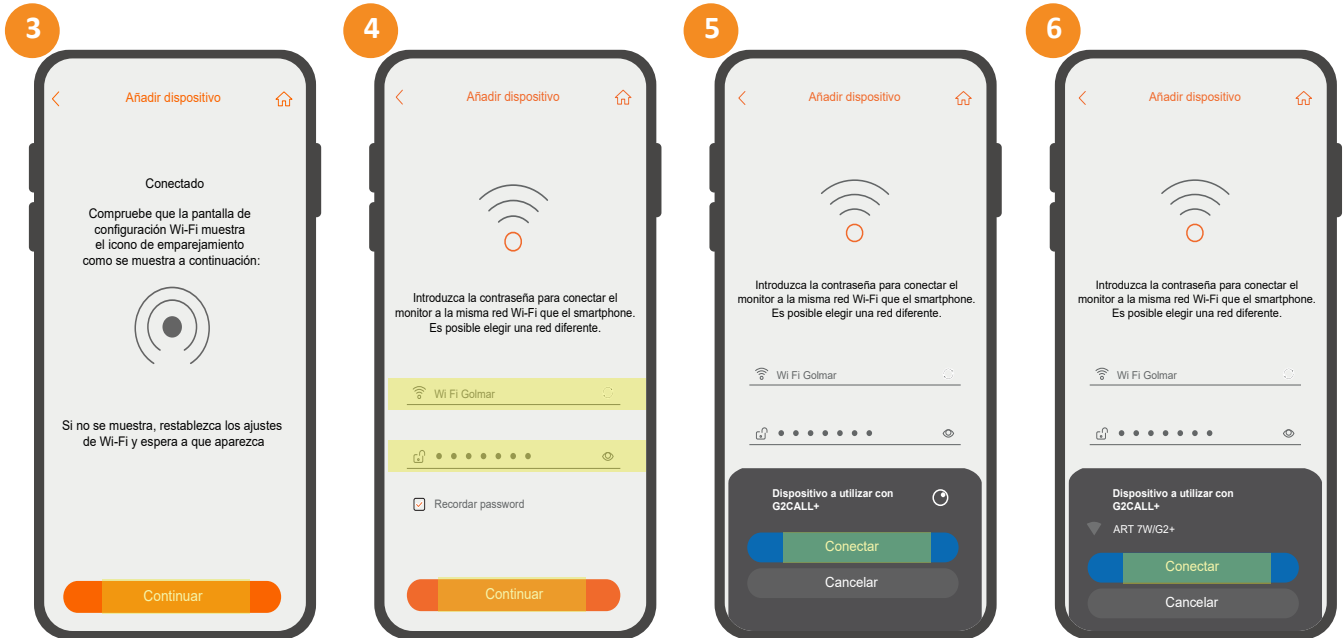 3
Añadir dispositivo
Conectado
Compruebe que la pantalla de
configuración Wi-Fi muestra
el icono de emparejamiento
como se muestra a continuación:
Si no se muestra, restablezca los ajustes
de Wi-Fi y espera a que aparezca
Continuar
4
Añadir dispositivo
Introduzca la contraseña para conectar el
monitor a la misma red Wi-Fi que el smartphone.
Es posible elegir una red diferente.
Wi Fi Golmar
Recordar password
Continuar
5
Añadir dispositivo
Introduzca la contraseña para conectar el
monitor a la misma red Wi-Fi que el smartphone.
Es posible elegir una red diferente.
Wi Fi Golmar
Dispositivo a utilizar con
G2CALL+
Conectar
Cancelar
6
Añadir dispositivo
Introduzca la contraseña para conectar el
monitor a la misma red Wi-Fi que el smartphone.
Es posible elegir una red diferente.
Wi Fi Golmar
Dispositivo a utilizar con
G2CALL+
ART 7W/G2+
Conectar
Cancelar